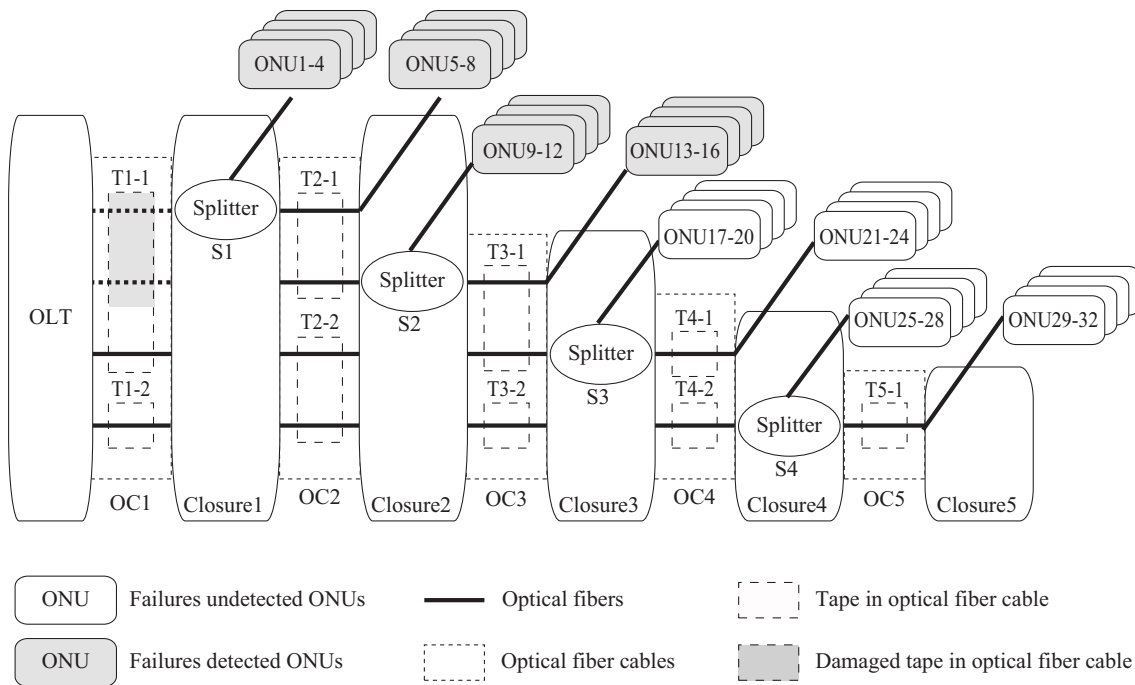 ONU1-4
ONU5-8
ONU9-12
ONU13-16
T1-1
T2-1
Splitter
S1
ONU17-20
ONU21-24
T3-1
Splitter
S2
OLT
T2-2
ONU25-28
ONU29-32
T4-1
Splitter
S3
T1-2
T3-2
T4-2
T5-1
Splitter
S4
OC1
Closure1
OC2
Closure2
OC3
Closure3
OC4
Closure4
OC5
Closure5
ONU
Failures undetected ONUs
Optical fibers
Tape in optical fiber cable
ONU
Failures detected ONUs
Optical fiber cables
Damaged tape in optical fiber cable